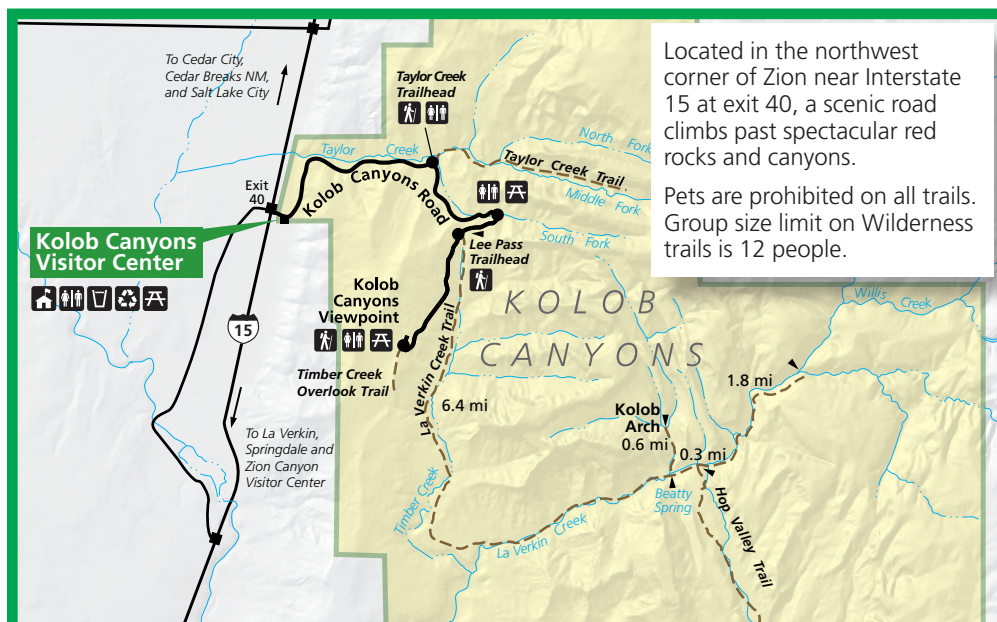 To Cedar City,
Cedar Breaks NM,
and Salt Lake City
Taylor Creek
Trailhead
Located in the northwest
corner of Zion near Interstate
15 at exit 40, a scenic road
climbs past spectacular red
rocks and canyons.
Pets are prohibited on all trails.
Group size limit on Wilderness
trails is 12 people.
North Fork
Taylor Creek
Taylor Creek Trail
Middle Fork
Exit
40
Kolob Canyons Road
South Fork
Kolob Canyons
Visitor Center
Lee Pass
Trailhead
Kolob
Canyons
Viewpoint
KOLOB
CANYONS
Willis
Creek
15
Timber Creek
Overlook Trail
La Verkin Creek Trail
6.4 mi
1.8 mi
Kolob
Arch
0.6 mi
0.3 mi
To La Verkin,
Springdale and
Zion Canyon
Visitor Center
Timber Creek
Beatty
Spring
La Verkin Creek
Hop Valley Trail